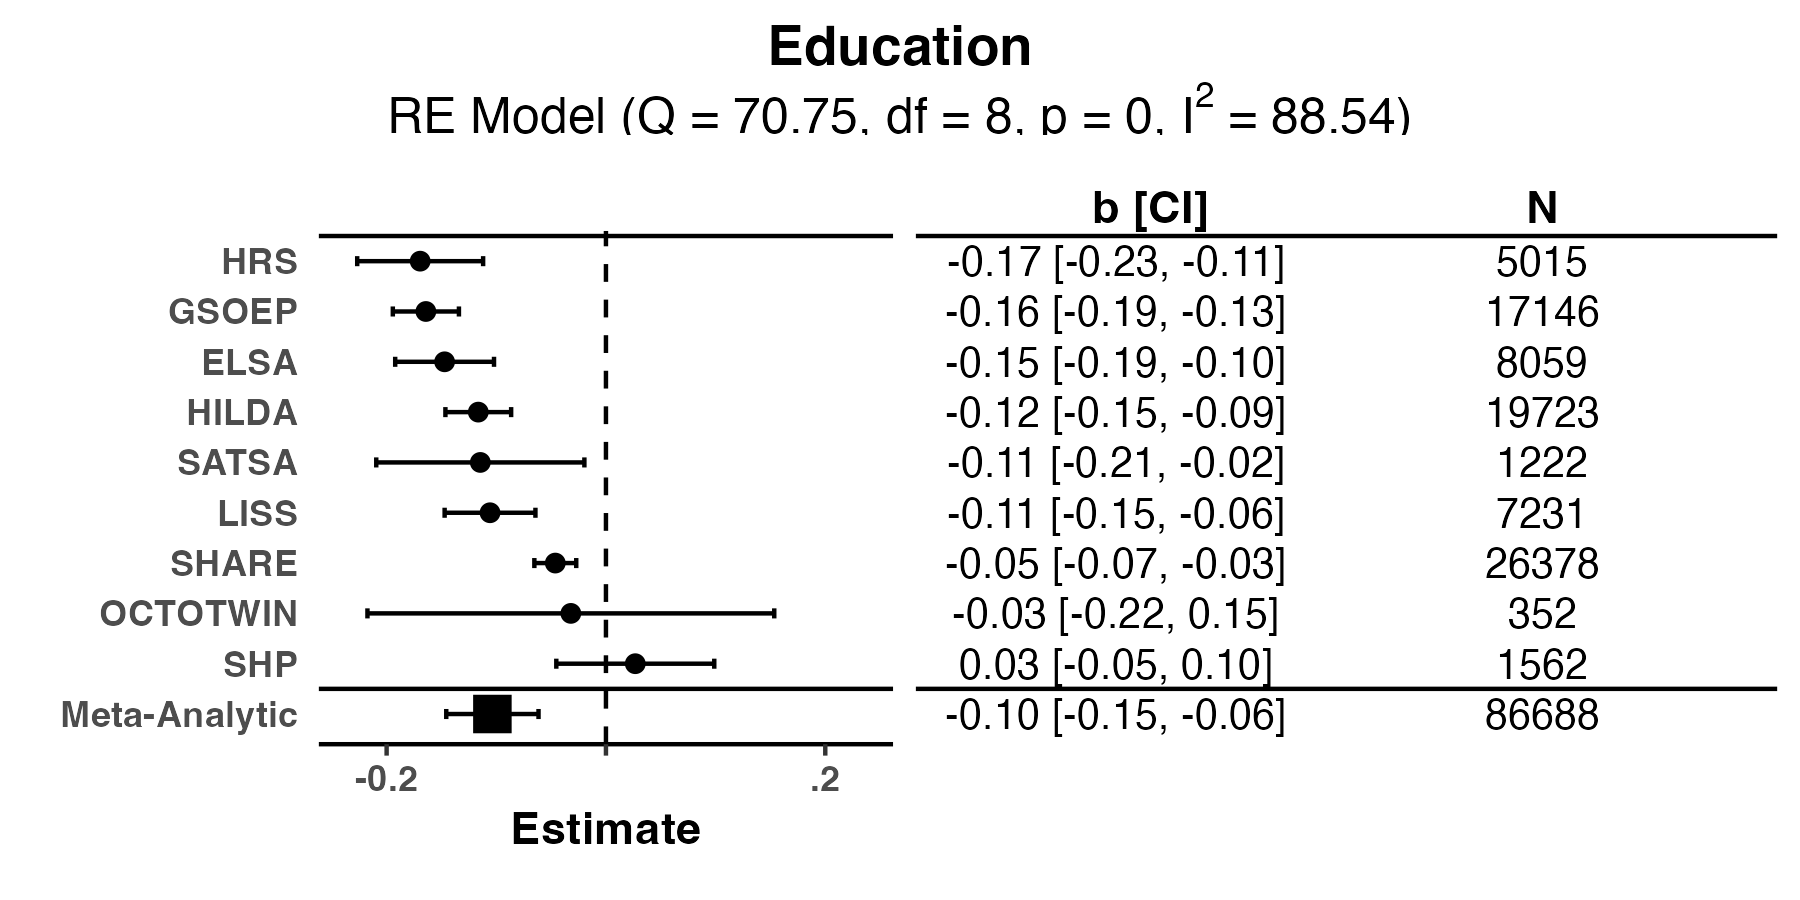 Education
RE Model (Q = 70.75, df = 8, p = 0, I² = 88.54)
b [CI] N
HRS -0.17 [-0.23, -0.11] 5015
GSOEP -0.16 [-0.19, -0.13] 17146
ELSA -0.15 [-0.19, -0.10] 8059
HILDA -0.12 [-0.15, -0.09] 19723
SATSA -0.11 [-0.21, -0.02] 1222
LISS -0.11 [-0.15, -0.06] 7231
SHARE -0.05 [-0.07, -0.03] 26378
OCTOTWIN -0.03 [-0.22, 0.15] 352
SHP 0.03 [-0.05, 0.10] 1562
Meta-Analytic -0.10 [-0.15, -0.06] 86688
-0.2 .2
Estimate